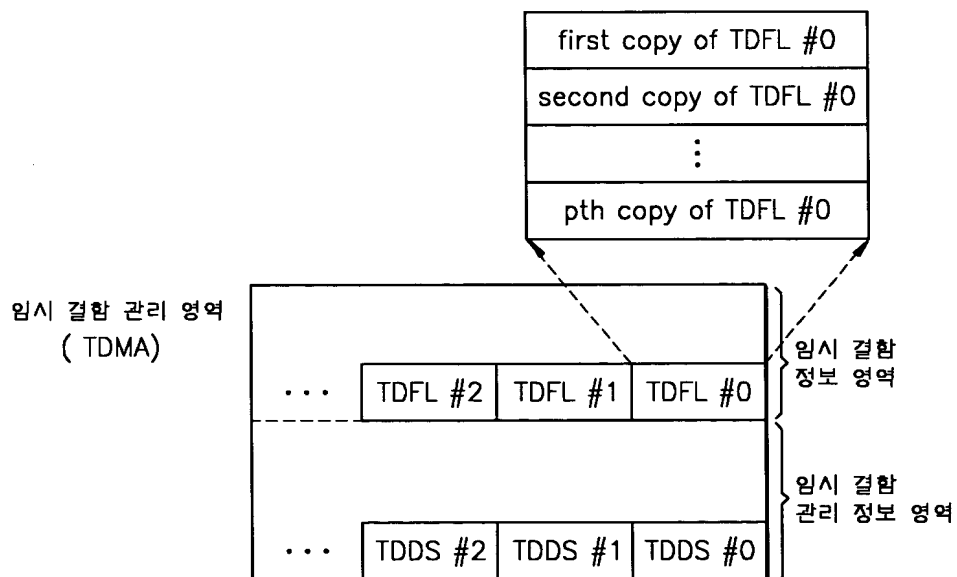 first copy of TDFL #0
second copy of TDFL #0
⋮
pth copy of TDFL #0
임시 결함 관리 영역
( TDMA)
임시 결함
정보 영역
... TDFL #2 TDFL #1 TDFL #0
임시 결함
관리 정보 영역
... TDDS #2 TDDS #1 TDDS #0